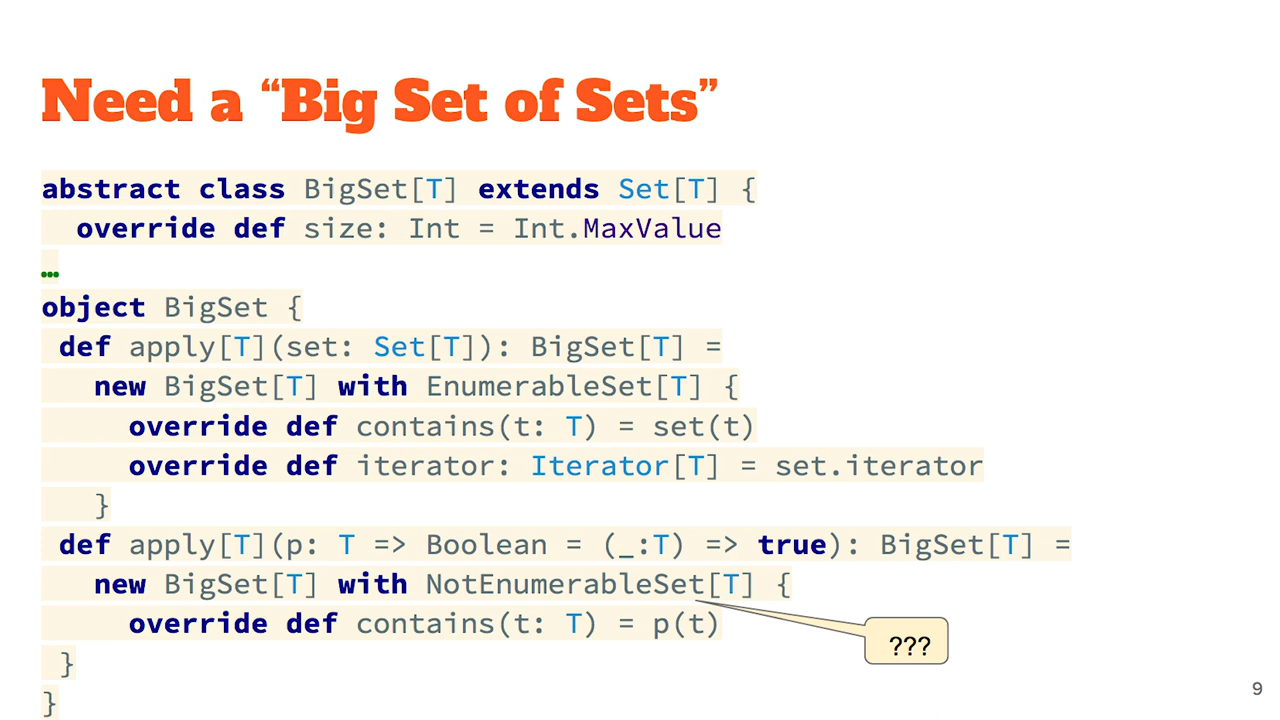 Need a “Big Set of Sets”
abstract class BigSet[T] extends Set[T] {
  override def size: Int = Int.MaxValue
…
object BigSet {
 def apply[T](set: Set[T]): BigSet[T] =
   new BigSet[T] with EnumerableSet[T] {
     override def contains(t: T) = set(t)
     override def iterator: Iterator[T] = set.iterator
   }
 def apply[T](p: T => Boolean = (_:T) => true): BigSet[T] =
   new BigSet[T] with NotEnumerableSet[T] {
     override def contains(t: T) = p(t)
???
 }
9
}